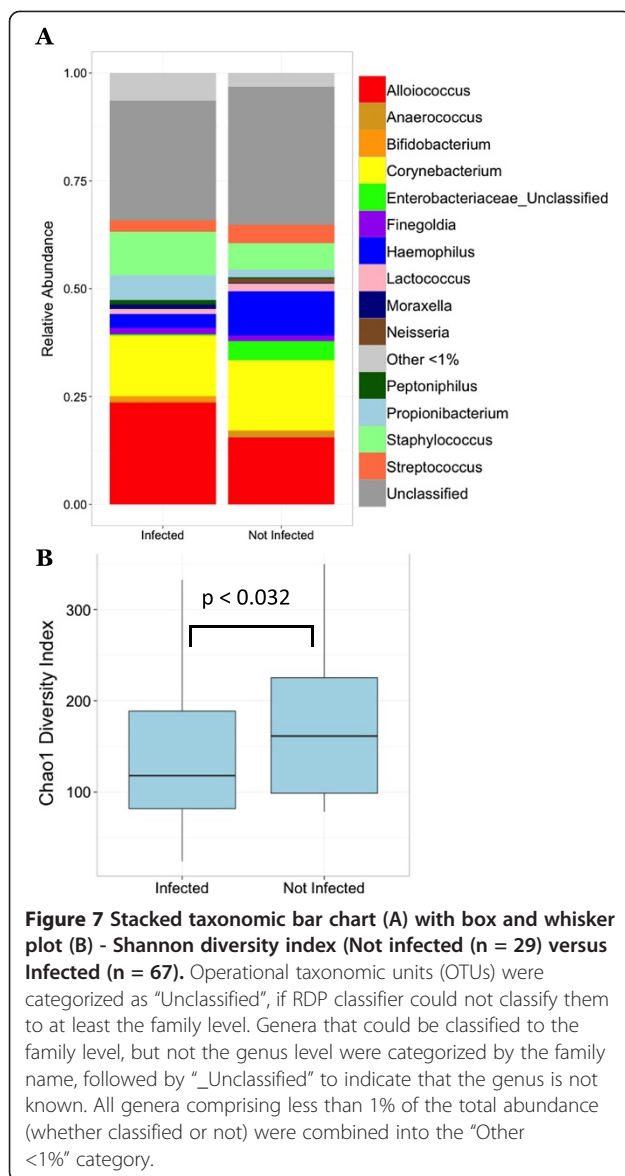 A
1.00
0.75
0.50
0.25
0.00
Relative Abundance
Infected
Not Infected
Alloiococcus
Anaerococcus
Bifidobacterium
Corynebacterium
Enterobacteriaceae_Unclassified
Finegoldia
Haemophilus
Lactococcus
Moraxella
Neisseria
Other <1%
Peptoniphilus
Propionibacterium
Staphylococcus
Streptococcus
Unclassified
B
p < 0.032
300
200
100
Chao1 Diversity Index
Infected
Not Infected
Figure 7 Stacked taxonomic bar chart (A) with box and whisker
plot (B) - Shannon diversity index (Not infected (n = 29) versus
Infected (n = 67). Operational taxonomic units (OTUs) were
categorized as “Unclassified”, if RDP classifier could not classify them
to at least the family level. Genera that could be classified to the
family level, but not the genus level were categorized by the family
name, followed by “_Unclassified” to indicate that the genus is not
known. All genera comprising less than 1% of the total abundance
(whether classified or not) were combined into the “Other
<1%” category.